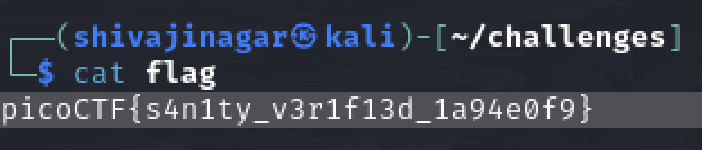 ┌──(shivajinagar㉿kali)-[~/challenges]
└─$ cat flag
picoCTF{s4n1ty_v3r1f13d_1a94e0f9}